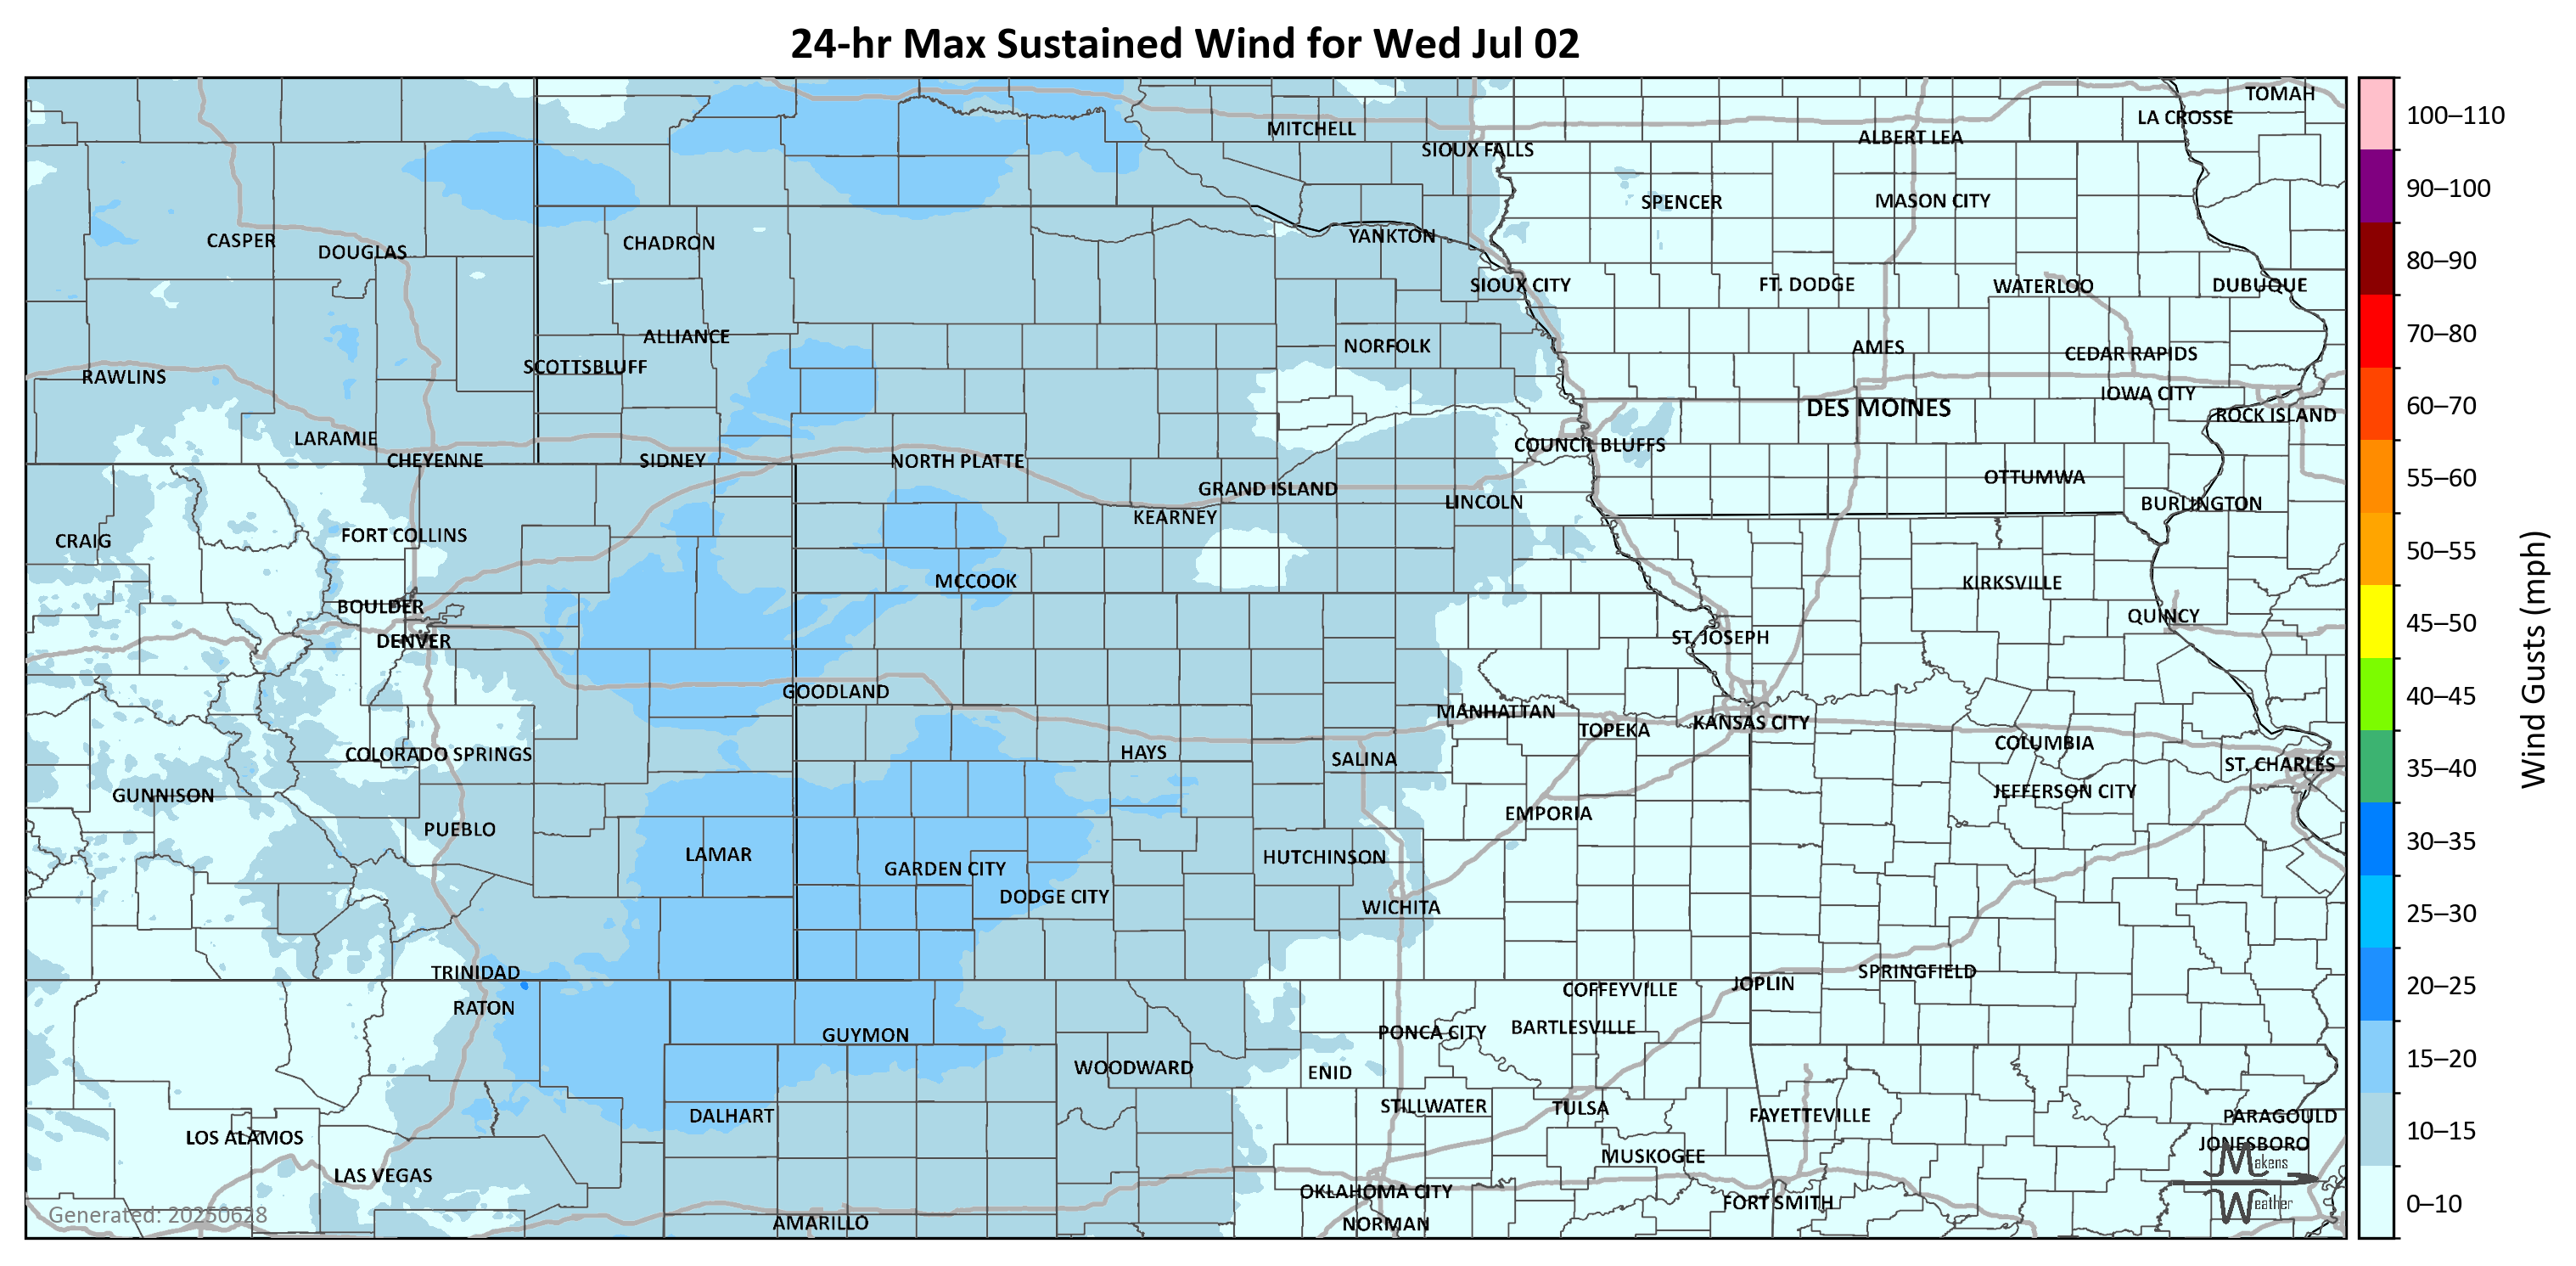 24-hr Max Sustained Wind for Wed Jul 02
TOMAH
LA CROSSE
MITCHELL
ALBERT LEA
SIOUX FALLS
SPENCER
MASON CITY
CASPER
DOUGLAS
CHADRON
YANKTON
SIOUX CITY
FT. DODGE
WATERLOO
DUBUQUE
ALLIANCE
NORFOLK
AMES
CEDAR RAPIDS
SCOTTSBLUFF
RAWLINS
IOWA CITY
DES MOINES
ROCK ISLAND
LARAMIE
COUNCIL BLUFFS
CHEYENNE
SIDNEY
NORTH PLATTE
OTTUMWA
GRAND ISLAND
LINCOLN
BURLINGTON
KEARNEY
CRAIG
FORT COLLINS
MCCOOK
KIRKSVILLE
BOULDER
QUINCY
DENVER
ST. JOSEPH
GOODLAND
MANHATTAN
TOPEKA
KANSAS CITY
COLORADO SPRINGS
HAYS
SALINA
COLUMBIA
ST. CHARLES
GUNNISON
JEFFERSON CITY
EMPORIA
PUEBLO
LAMAR
HUTCHINSON
GARDEN CITY
DODGE CITY
WICHITA
TRINIDAD
SPRINGFIELD
JOPLIN
COFFEYVILLE
RATON
GUYMON
PONCA CITY
BARTLESVILLE
WOODWARD
ENID
DALHART
STILLWATER
TULSA
FAYETTEVILLE
PARAGOULD
LOS ALAMOS
JONESBORO
MUSKOGEE
LAS VEGAS
OKLAHOMA CITY
FORT SMITH
AMARILLO
NORMAN
Generated: 20250628
Makens
Weather
100–110
90–100
80–90
70–80
60–70
55–60
50–55
45–50
40–45
35–40
30–35
25–30
20–25
15–20
10–15
0–10
Wind Gusts (mph)